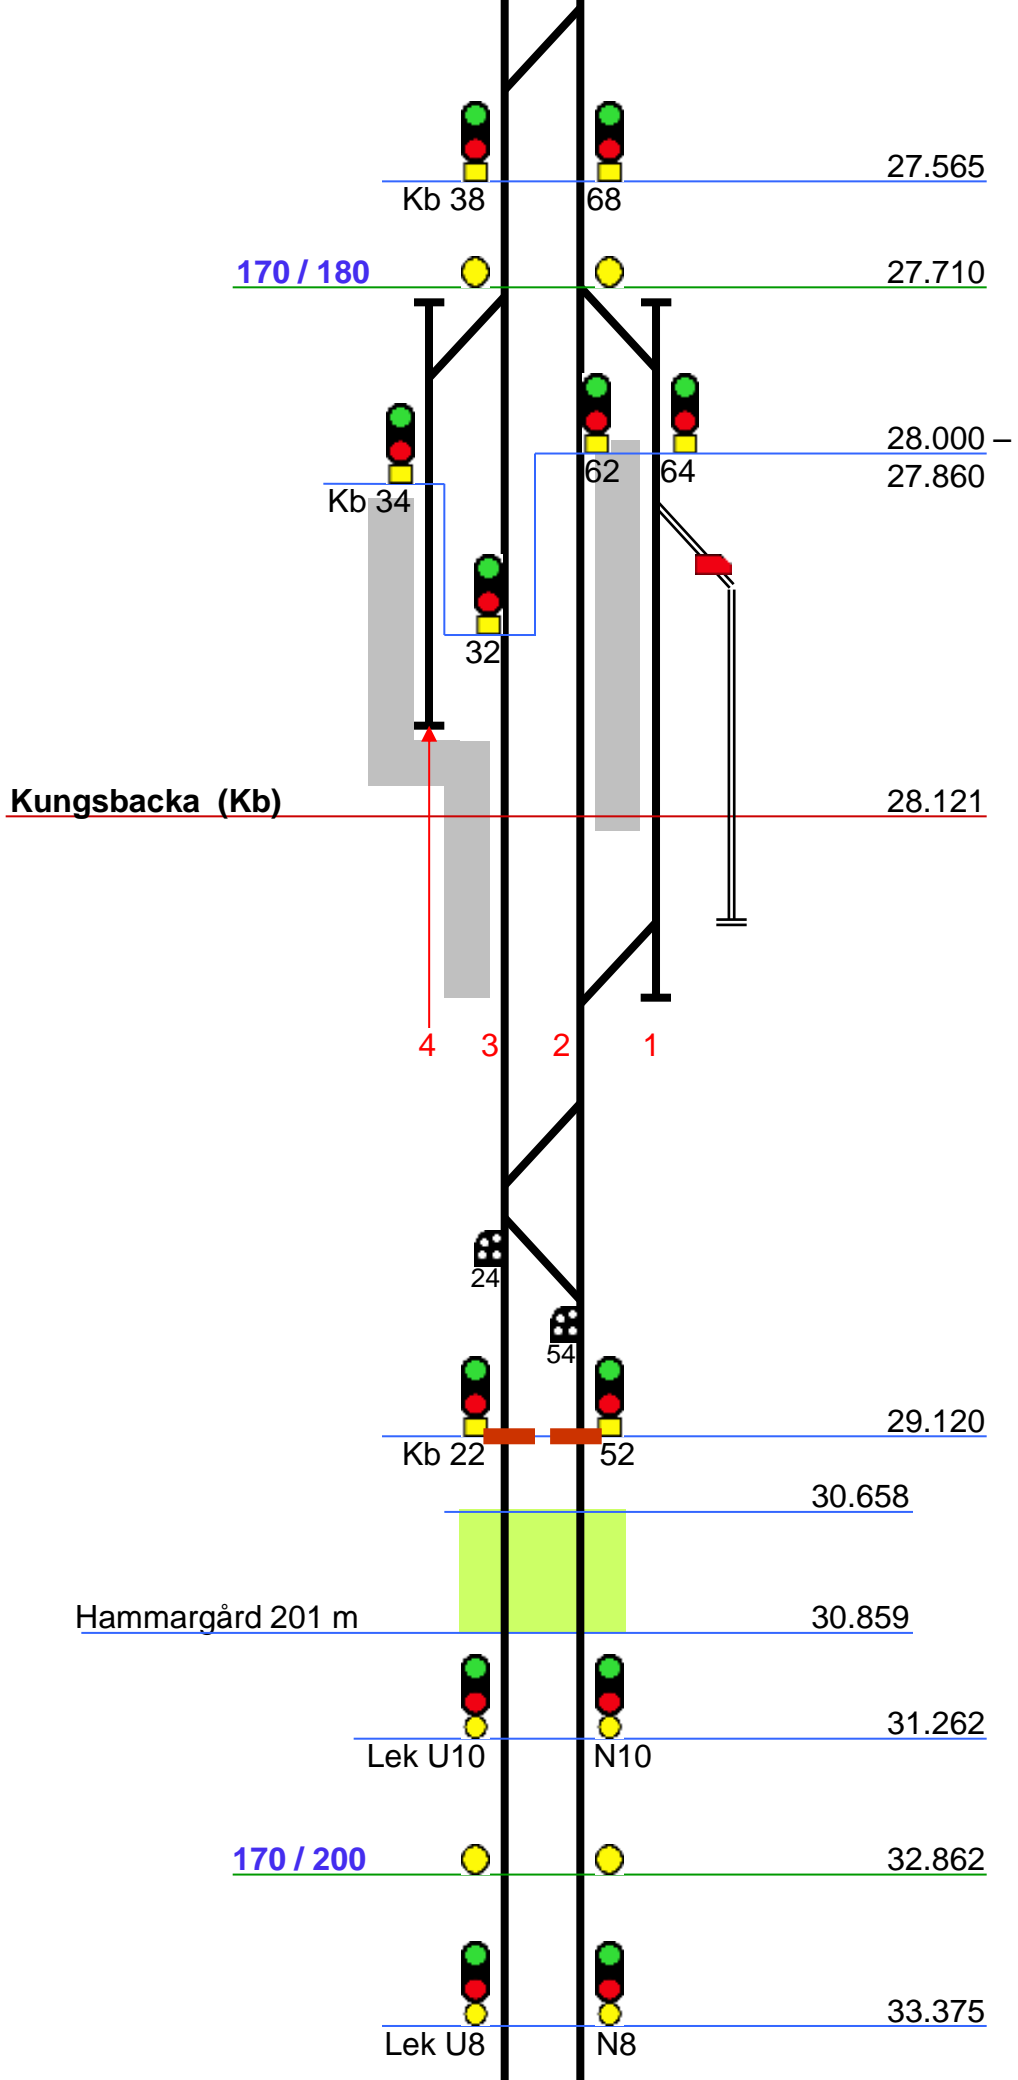 27.565
Kb 38 68
170 / 180 27.710
28.000 –
62 64 27.860
Kb 34
32
Kungsbacka (Kb) 28.121
4 3 2 1
24
54
29.120
Kb 22 52
30.658
Hammargård 201 m 30.859
31.262
Lek U10 N10
170 / 200 32.862
33.375
Lek U8 N8